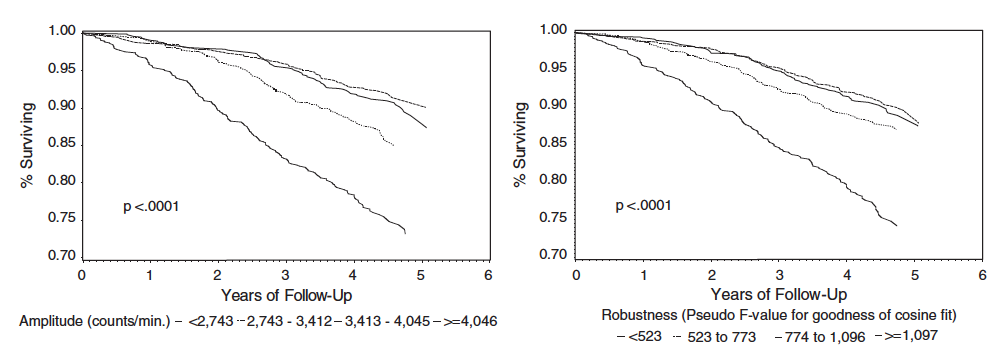 1.00
0.95
0.90
0.85
0.80
0.75
0.70
% Surviving
p <.0001
0 1 2 3 4 5 6
Years of Follow-Up
Amplitude (counts/min.) – <2,743 --- 2,743 - 3,412 – 3,413 - 4,045 – >=4,046
1.00
0.95
0.90
0.85
0.80
0.75
0.70
% Surviving
p <.0001
0 1 2 3 4 5 6
Years of Follow-Up
Robustness (Pseudo F-value for goodness of cosine fit)
– <523 --- 523 to 773 – 774 to 1,096 – >=1,097